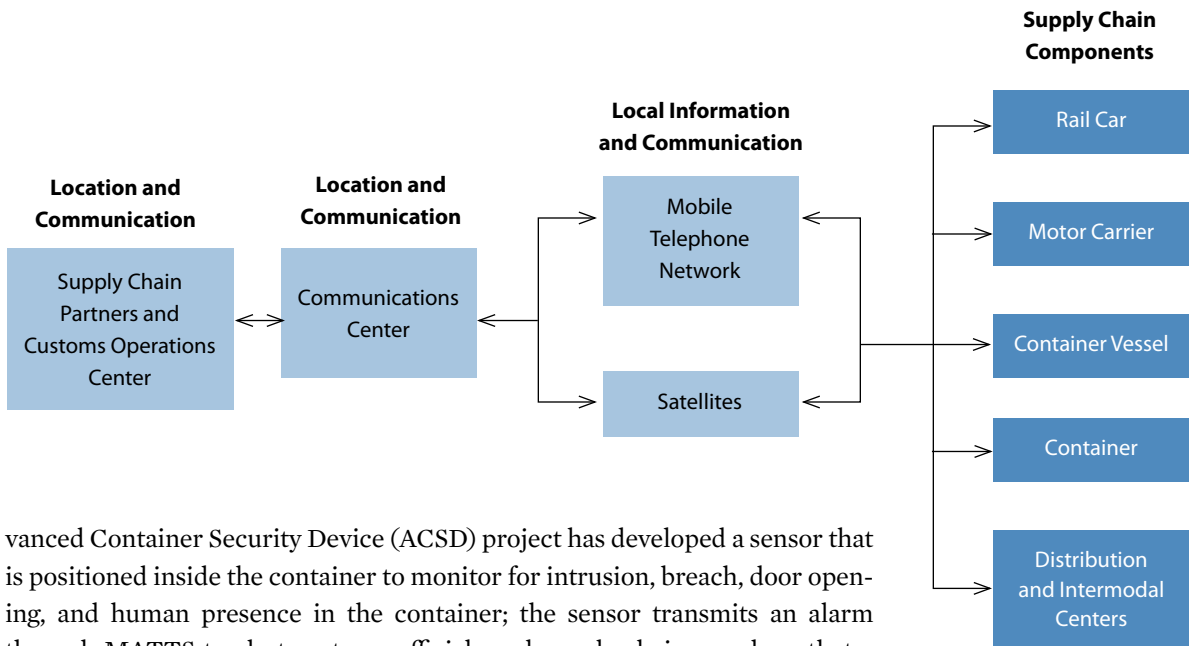 Supply Chain
Components
Rail Car
Local Information
and Communication
Location and
Communication
Location and
Communication
Mobile
Telephone
Network
Motor Carrier
Supply Chain
Partners and
Customs Operations
Center
Communications
Center
Container Vessel
Satellites
Container
vanced Container Security Device (ACSD) project has developed a sensor that
is positioned inside the container to monitor for intrusion, breach, door open-
ing, and human presence in the container; the sensor transmits an alarm
Distribution
and Intermodal
Centers